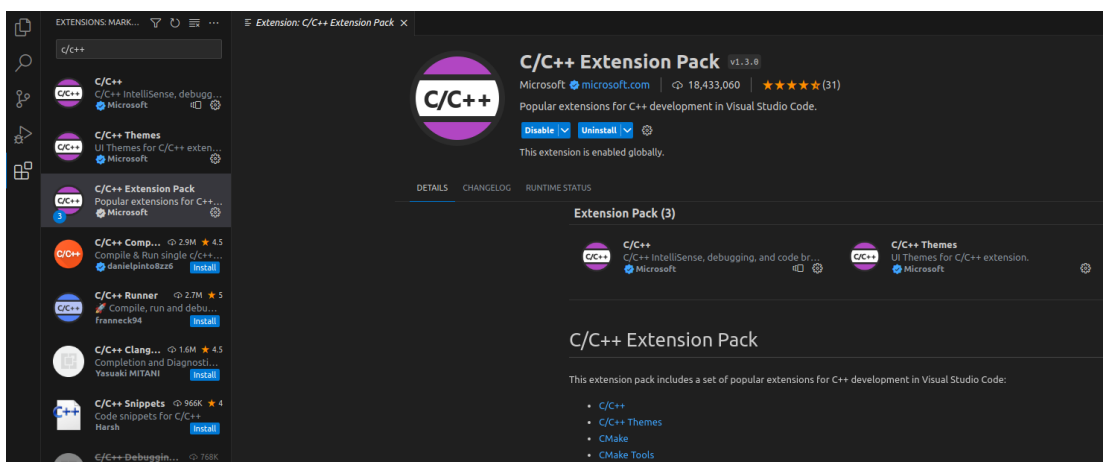 EXTENSIONS: MARK...
c/c++
C/C++
C/C++ IntelliSense, debugg...
Microsoft
C/C++ Themes
UI Themes for C/C++ exten...
Microsoft
C/C++ Extension Pack
Popular extensions for C++...
Microsoft
3
C/C++ Comp... 2.9M ★ 4.5
Compile & Run single c/c++...
danielpinto8zz6 Install
C/C++ Runner 2.7M ★ 5
🚀 Compile, run and debu...
franneck94 Install
C/C++ Clang... 1.6M ★ 4.5
Completion and Diagnosti...
Yasuaki MITANI Install
C/C++ Snippets 966K ★ 4
Code snippets for C/C++
Harsh Install
C/C++ Debuggin... 768K
Extension: C/C++ Extension Pack
C/C++
C/C++ Extension Pack v1.3.0
Microsoft microsoft.com | 18,433,060 | ★★★★★(31)
Popular extensions for C++ development in Visual Studio Code.
Disable Uninstall
This extension is enabled globally.
DETAILS CHANGELOG RUNTIME STATUS
Extension Pack (3)
C/C++
C/C++ IntelliSense, debugging, and code br...
Microsoft
C/C++ Themes
UI Themes for C/C++ extension.
Microsoft
C/C++ Extension Pack
This extension pack includes a set of popular extensions for C++ development in Visual Studio Code:
• C/C++
• C/C++ Themes
• CMake
• CMake Tools